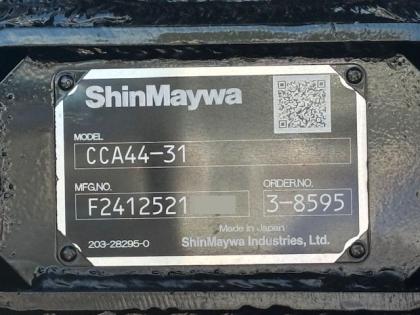 ShinMaywa
MODEL
CCA44-31
MFG.NO. ORDER.NO.
F2412521 3-8595
Made in Japan
203-28295-0 ShinMaywa Industries, Ltd.